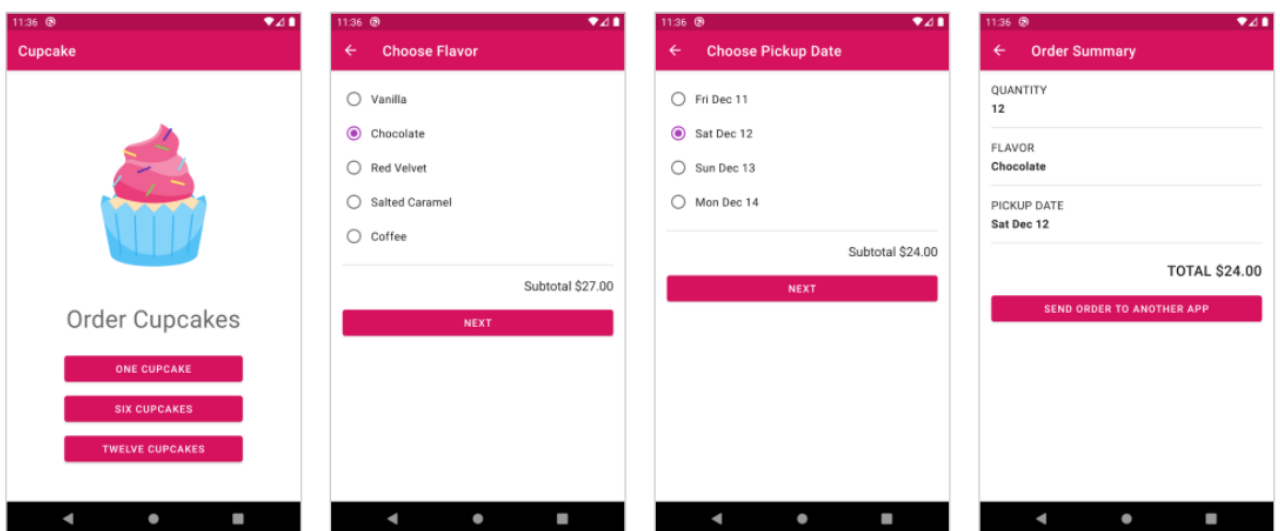 11:36
Cupcake
Order Cupcakes
ONE CUPCAKE
SIX CUPCAKES
TWELVE CUPCAKES
11:36
Choose Flavor
Vanilla
Chocolate
Red Velvet
Salted Caramel
Coffee
Subtotal $27.00
NEXT
11:36
Choose Pickup Date
Fri Dec 11
Sat Dec 12
Sun Dec 13
Mon Dec 14
Subtotal $24.00
NEXT
11:36
Order Summary
QUANTITY
12
FLAVOR
Chocolate
PICKUP DATE
Sat Dec 12
TOTAL $24.00
SEND ORDER TO ANOTHER APP